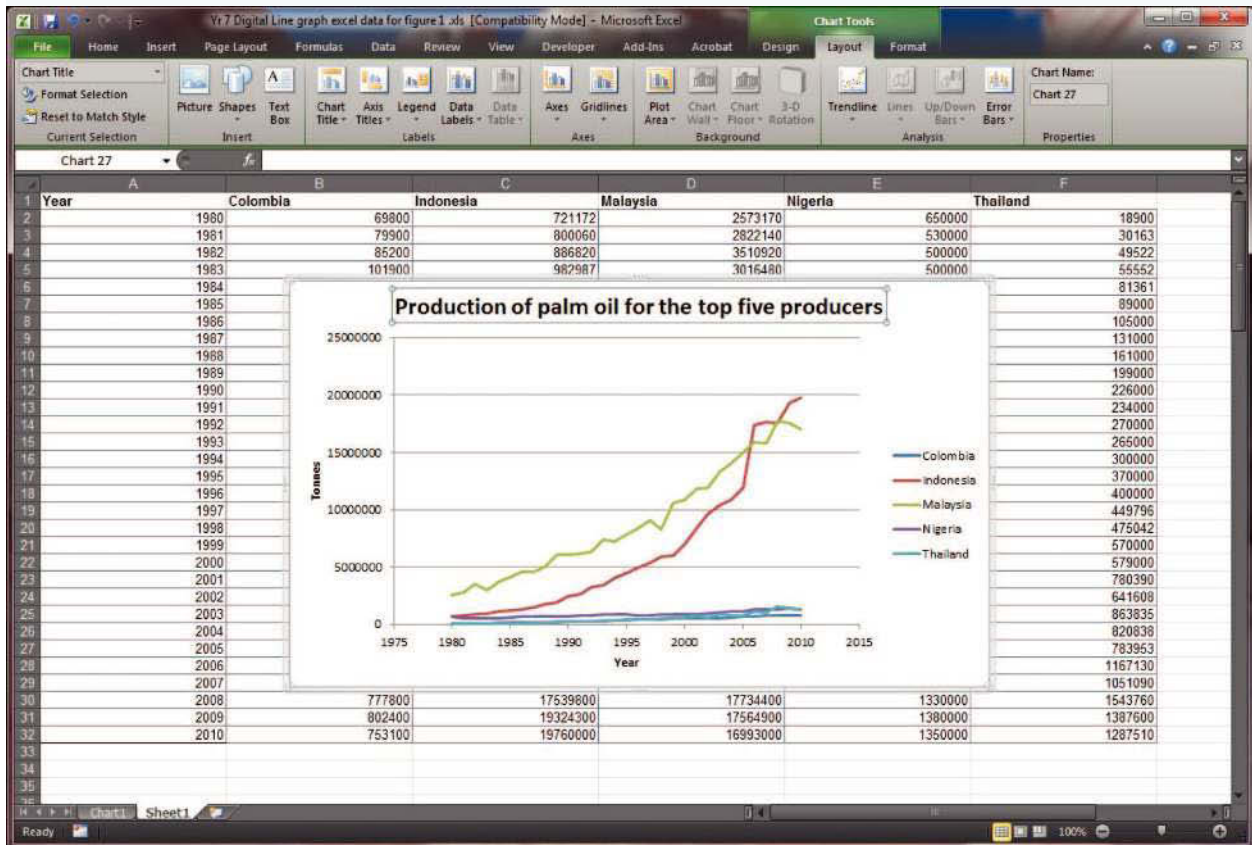 Yr 7 Digital Line graph excel data for figure 1 .xls [Compatibility Mode] - Microsoft Excel
Chart Tools
File Home Insert Page Layout Formulas Data Review View Developer Add-Ins Acrobat Design Layout Format
Chart Title
Format Selection
Reset to Match Style
Current Selection
Picture Shapes Text Box
Insert
Chart Title Axis Titles Legend Data Labels Data Table
Labels
Axes Gridlines
Axes
Plot Area Chart Wall Chart Floor 3-D Rotation
Background
Trendline Lines Up/Down Bars Error Bars
Analysis
Chart Name:
Chart 27
Properties
Chart 27 fx
A B C D E F
1 Year Colombia Indonesia Malaysia Nigeria Thailand
2 1980 69800 721172 2573170 650000 18900
3 1981 79900 800060 2822140 530000 30163
4 1982 85200 886820 3510920 500000 49522
5 1983 101900 982987 3016480 500000 55552
6 1984 81361
7 1985 89000
8 1986 105000
9 1987 131000
10 1988 161000
11 1989 199000
12 1990 226000
13 1991 234000
14 1992 270000
15 1993 265000
16 1994 300000
17 1995 370000
18 1996 400000
19 1997 449796
20 1998 475042
21 1999 570000
22 2000 579000
23 2001 780390
24 2002 641608
25 2003 863835
26 2004 820838
27 2005 783953
28 2006 1167130
29 2007 1051090
30 2008 777800 17539800 17734400 1330000 1543760
31 2009 802400 19324300 17564900 1380000 1387600
32 2010 753100 19760000 16993000 1350000 1287510
33
34
35
Production of palm oil for the top five producers
25000000
20000000
15000000
10000000
5000000
0
Tonnes
1975 1980 1985 1990 1995 2000 2005 2010 2015
Year
Colombia
Indonesia
Malaysia
Nigeria
Thailand
Chart1 Sheet1
Ready 100%